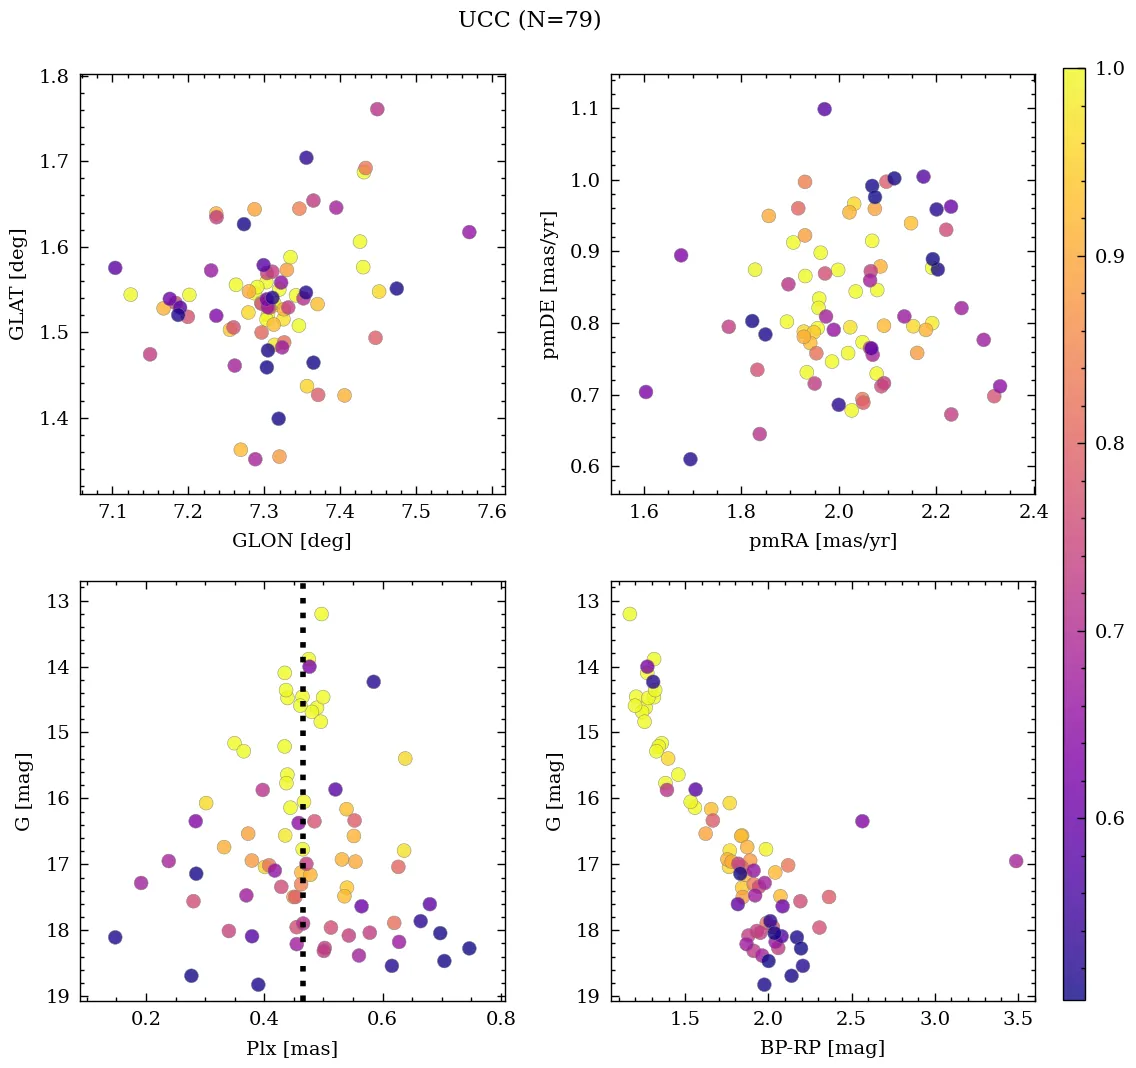 UCC (N=79)
1.8
1.7
1.6
1.5
1.4
GLAT [deg]
7.1 7.2 7.3 7.4 7.5 7.6
GLON [deg]
1.1
1.0
0.9
0.8
0.7
0.6
pmDE [mas/yr]
1.6 1.8 2.0 2.2 2.4
pmRA [mas/yr]
1.0
0.9
0.8
0.7
0.6
13
14
15
16
17
18
19
G [mag]
0.2 0.4 0.6 0.8
Plx [mas]
13
14
15
16
17
18
19
G [mag]
1.5 2.0 2.5 3.0 3.5
BP-RP [mag]